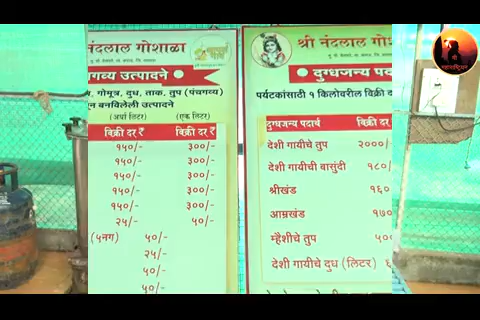 नंदलाल गोशाळा
गव्य उत्पादने
गोमूत्र, दुध, ताक, तुप (पंचगव्य)
न बनविलेली उत्पादने
(अर्धा लिटर) (एक लिटर)
विक्री दर ₹ विक्री दर ₹
१५०/- ३००/-
१५०/- ३००/-
१५०/- ३००/-
१५०/- ३००/-
१५०/- ३००/-
२५/- ५०/-
(५नग) ५०/-
२५/-
५०/-
५०/-
श्री नंदलाल गोश
दुग्धजन्य पदा
पर्यटकांसाठी १ किलोवरील विक्री द
दुग्धजन्य पदार्थ विक्री दर
देशी गायीचे तुप २०००/-
देशी गायीची बासुंदी १८०/
श्रीखंड १६०
आम्रखंड १७०
म्हैशीचे तुप ५००
देशी गायीचे दुध (लिटर)